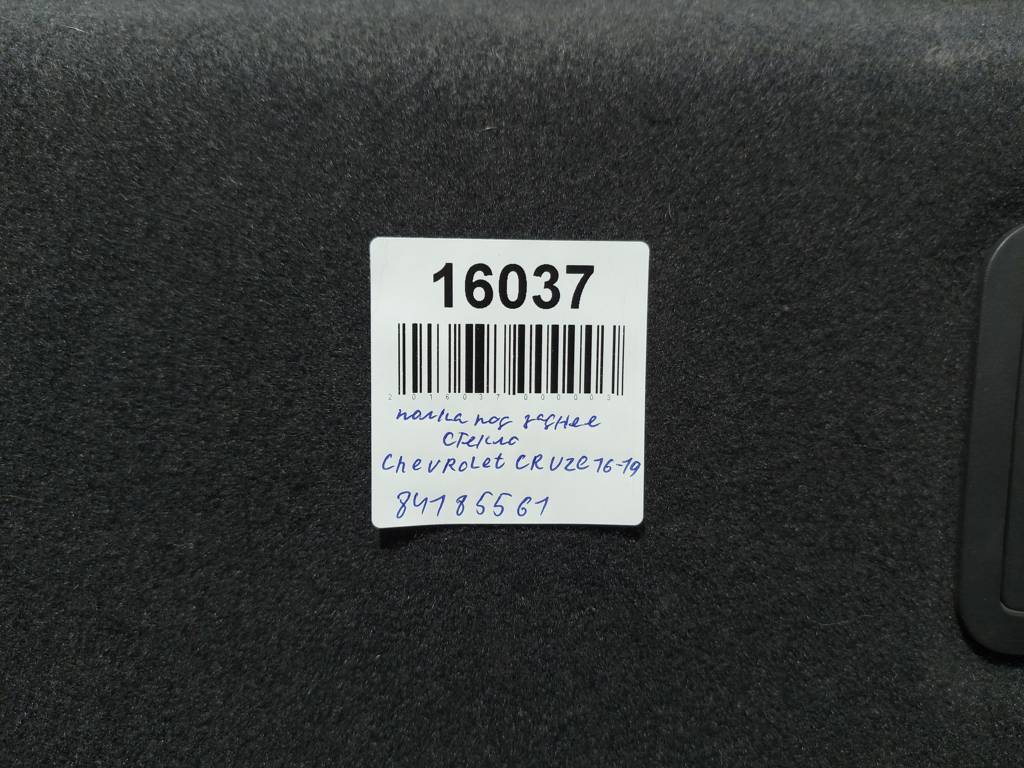 16037
2016037000003
полка под заднее
стекло
Chevrolet CRUZE 16-19
84185561